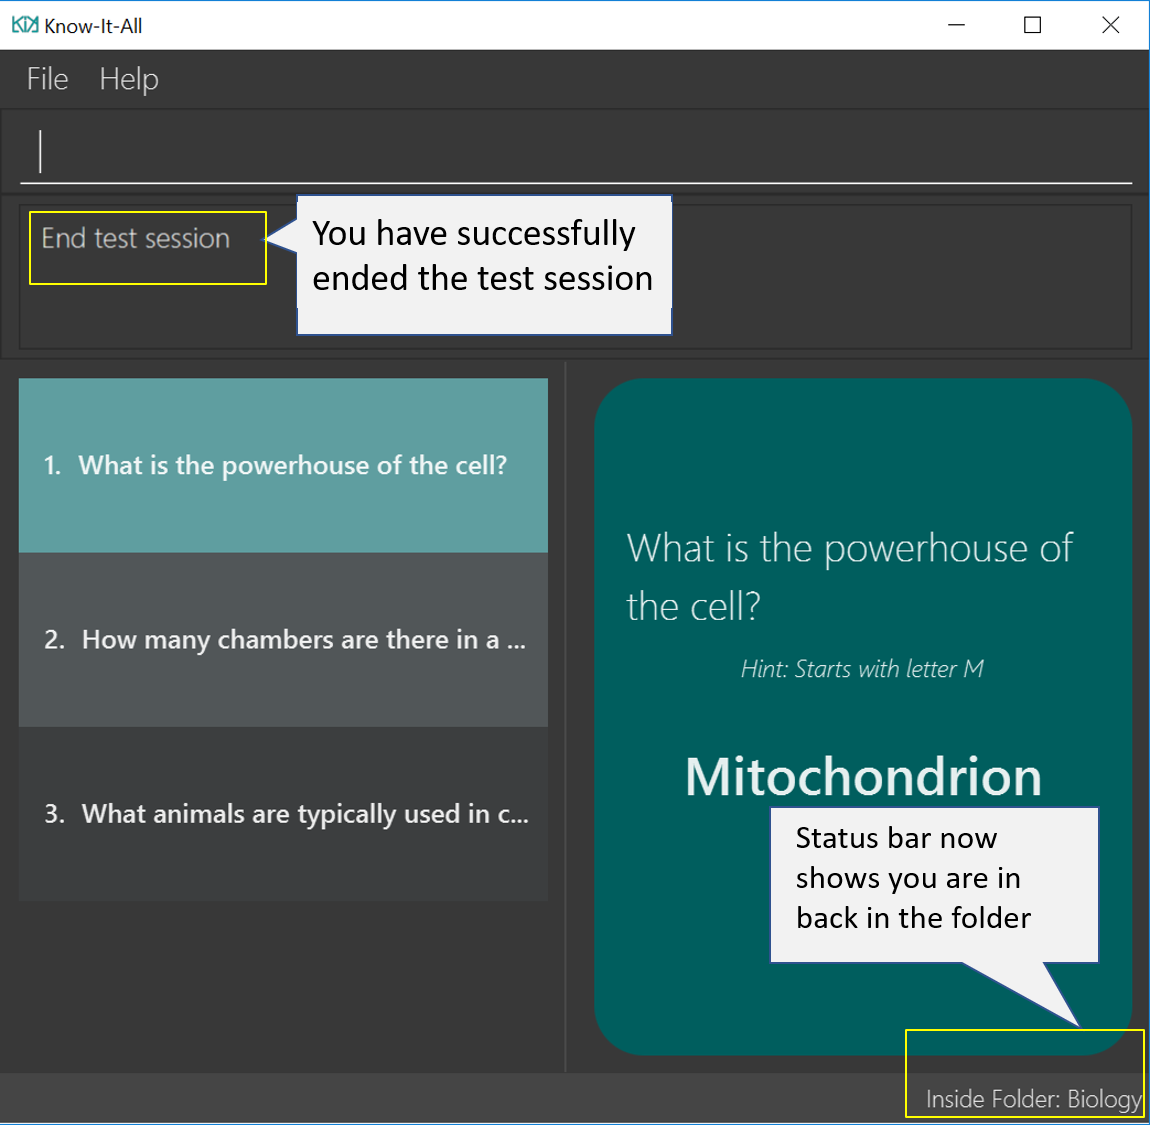 KIA Know-It-All
File Help
End test session
You have successfully
ended the test session
1. What is the powerhouse of the cell?
2. How many chambers are there in a ...
3. What animals are typically used in c...
What is the powerhouse of
the cell?
Hint: Starts with letter M
Mitochondrion
Status bar now
shows you are in
back in the folder
Inside Folder: Biology